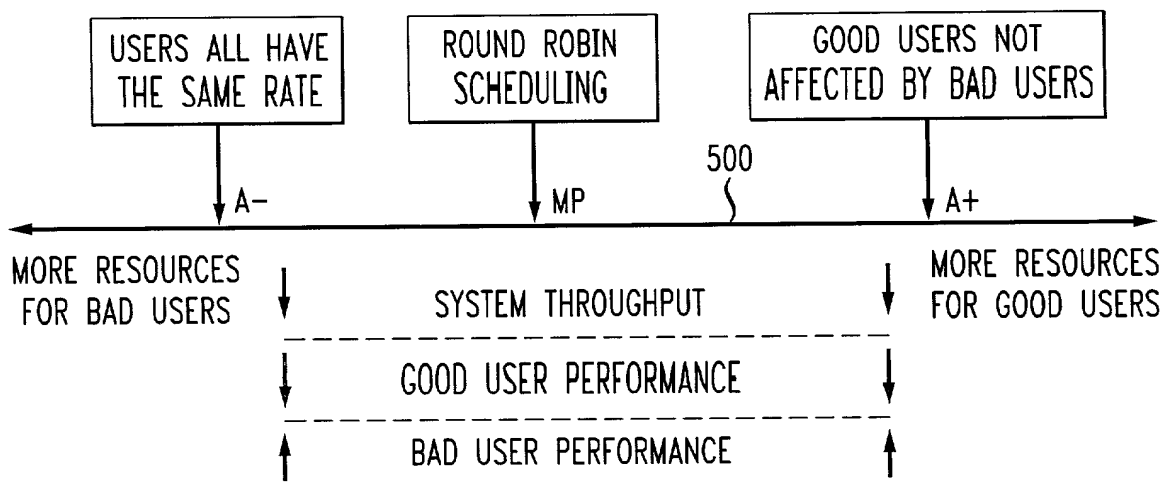 USERS ALL HAVE
THE SAME RATE
ROUND ROBIN
SCHEDULING
GOOD USERS NOT
AFFECTED BY BAD USERS
500
A-
MP
A+
MORE RESOURCES
FOR BAD USERS
MORE RESOURCES
FOR GOOD USERS
SYSTEM THROUGHPUT
GOOD USER PERFORMANCE
BAD USER PERFORMANCE